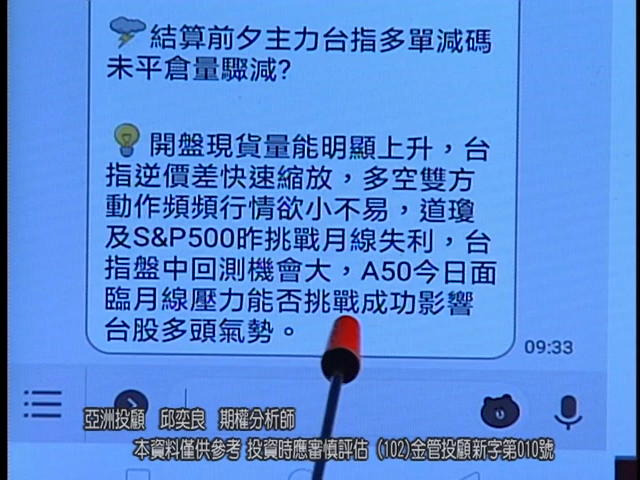 結算前夕主力台指多單減碼
未平倉量驟減?
開盤現貨量能明顯上升，台
指逆價差快速縮放，多空雙方
動作頻頻行情欲小不易，道瓊
及S&P500昨挑戰月線失利，台
指盤中回測機會大，A50今日面
臨月線壓力能否挑戰成功影響
台股多頭氣勢。
09:33
亞洲投顧 邱奕良 期權分析師
本資料僅供參考 投資時應審慎評估 (102)金管投顧新字第010號